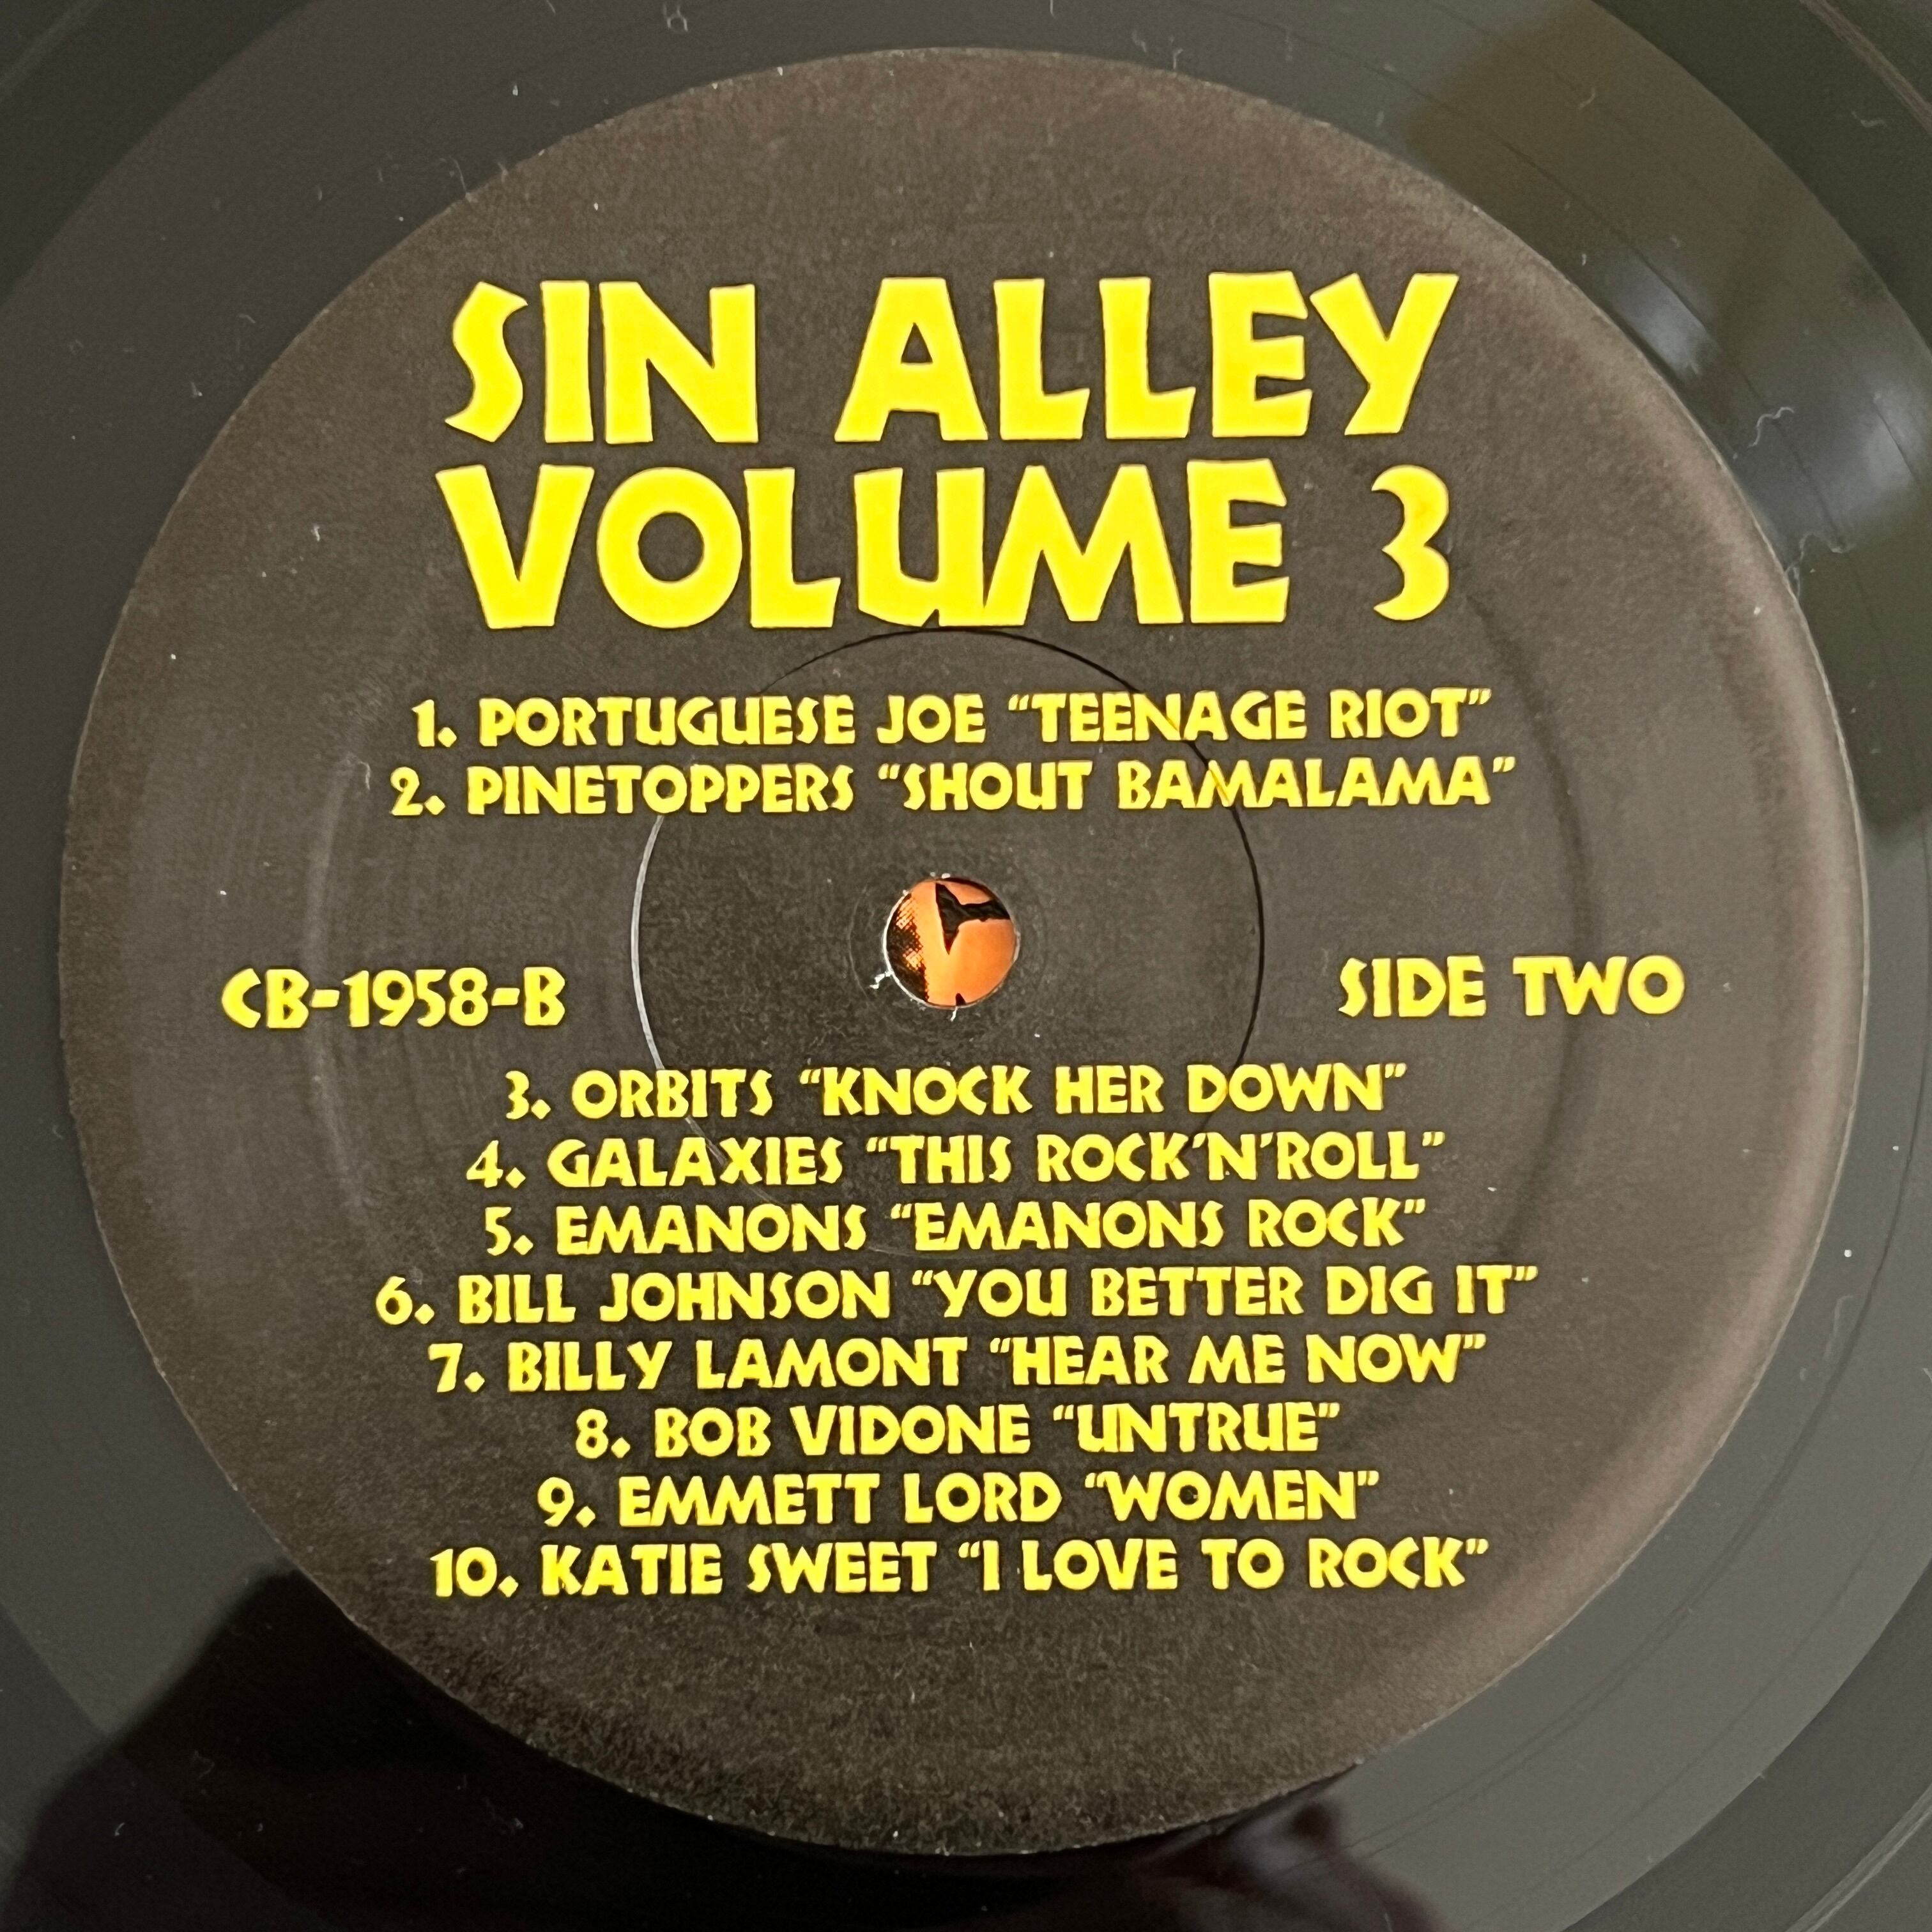 SIN ALLEY
VOLUME 3
1. PORTUGUESE JOE “TEENAGE RIOT”
2. PINETOPPERS “SHOUT BAMALAMA”
CB-1958-B
SIDE TWO
3. ORBITS “KNOCK HER DOWN”
4. GALAXIES “THIS ROCK’N’ROLL”
5. EMANONS “EMANONS ROCK”
6. BILL JOHNSON “YOU BETTER DIG IT”
7. BILLY LAMONT “HEAR ME NOW”
8. BOB VIDONE “UNTRUE”
9. EMMETT LORD “WOMEN”
10. KATIE SWEET “I LOVE TO ROCK”